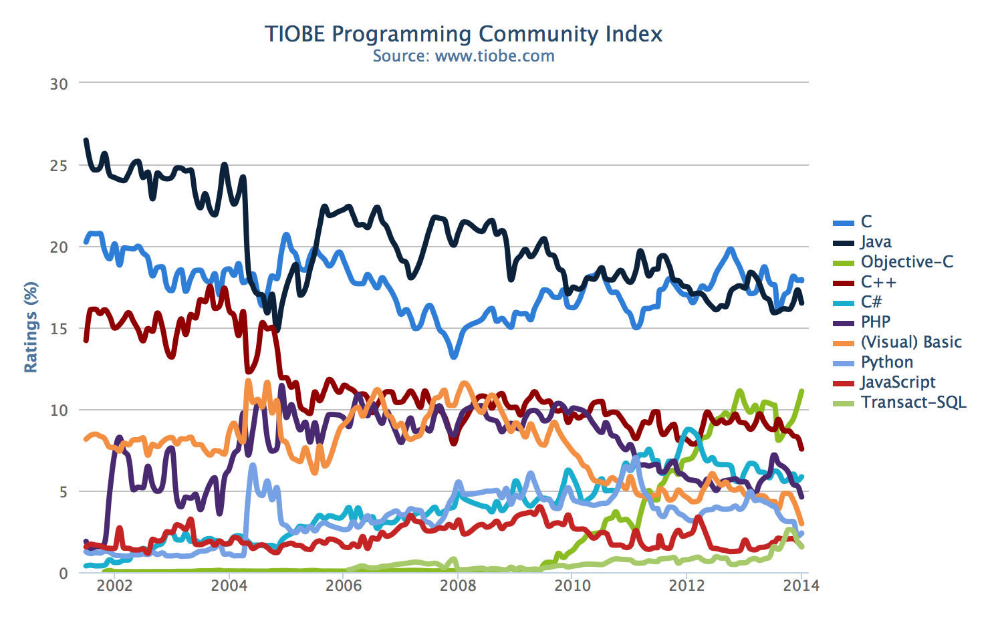 TIOBE Programming Community Index
Source: www.tiobe.com
Ratings (%)
30
25
20
15
10
5
0
2002
2004
2006
2008
2010
2012
2014
C
Java
Objective-C
C++
C#
PHP
(Visual) Basic
Python
JavaScript
Transact-SQL